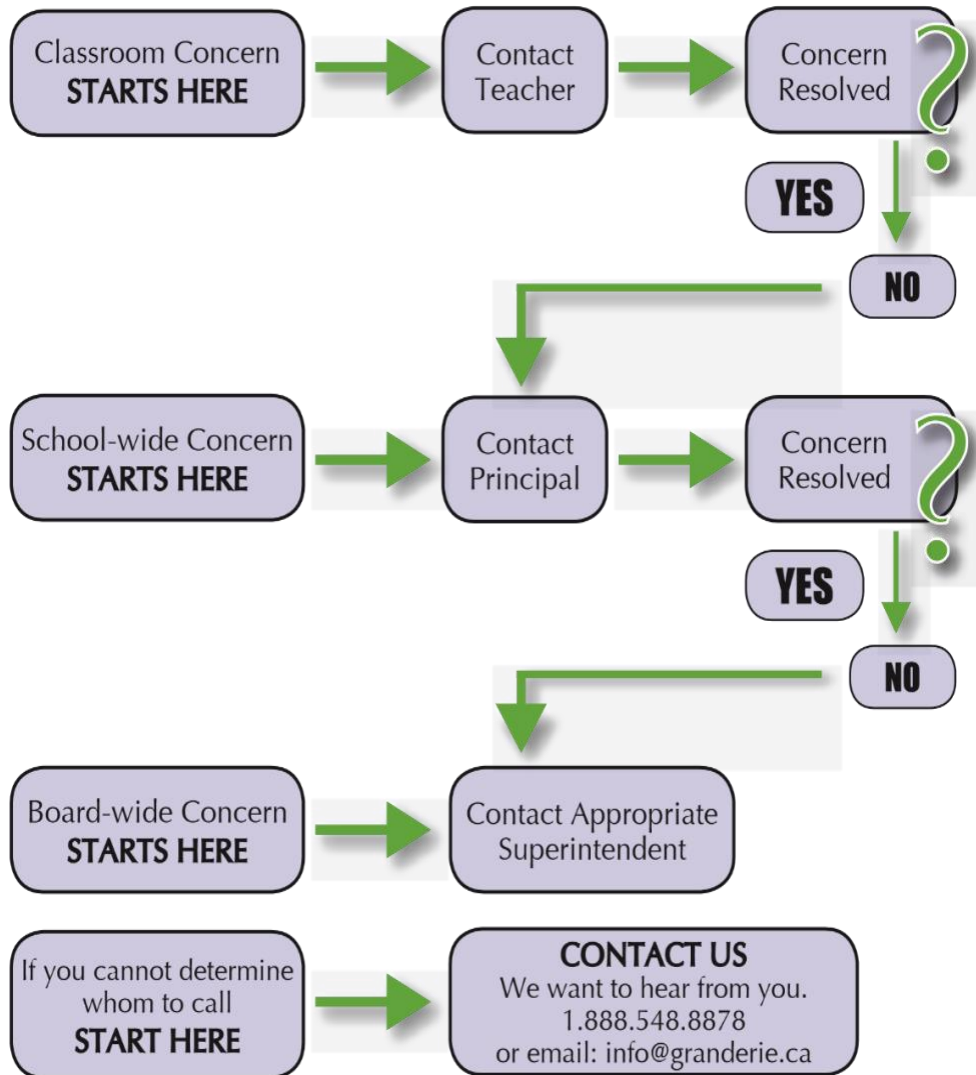 Classroom Concern
STARTS HERE
Contact
Teacher
Concern
Resolved
?
YES
NO
School-wide Concern
STARTS HERE
Contact
Principal
Concern
Resolved
?
YES
NO
Board-wide Concern
STARTS HERE
Contact Appropriate
Superintendent
If you cannot determine
whom to call
START HERE
CONTACT US
We want to hear from you.
1.888.548.8878
or email: info@granderie.ca